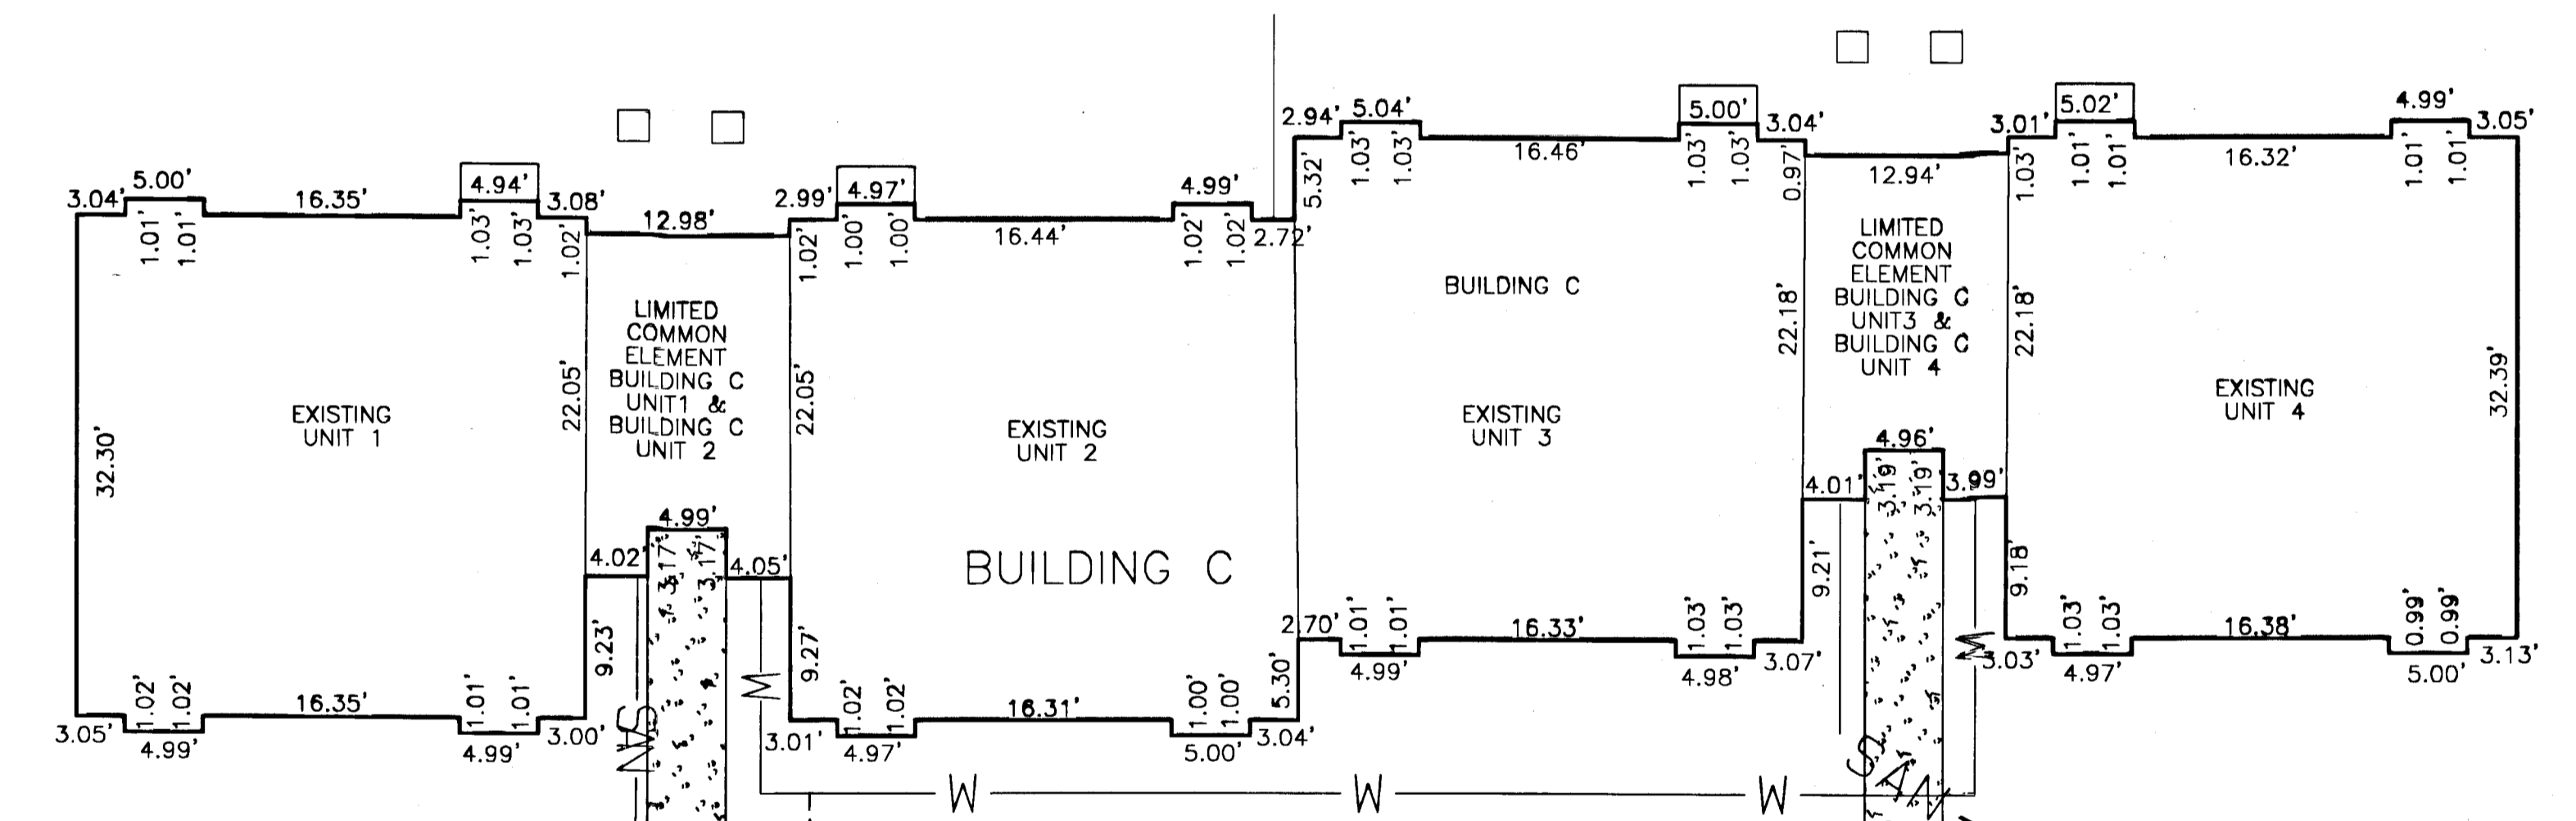 3.04' 5.00' 16.35' 4.94' 3.08' 12.98' 2.99' 4.97' 16.44' 4.99' 2.72' 2.94' 5.04' 16.46' 5.00' 3.04' 12.94' 3.01' 5.02' 16.32' 4.99' 3.05'
1.01' 1.01' 1.03' 1.03' 1.02' 1.02' 1.00' 1.00' 1.02' 1.02' 5.32' 1.03' 1.03' 1.03' 1.03' 0.97' 1.03' 1.01' 1.01' 1.01' 1.01'
32.30'
EXISTING
UNIT 1
22.05'
LIMITED
COMMON
ELEMENT
BUILDING C
UNIT1 &
BUILDING C
UNIT 2
22.05'
EXISTING
UNIT 2
BUILDING C
BUILDING C
EXISTING
UNIT 3
22.18'
LIMITED
COMMON
ELEMENT
BUILDING C
UNIT3 &
BUILDING C
UNIT 4
22.18'
EXISTING
UNIT 4
32.39'
4.02' 4.99' 3.17' 3.17' 4.05'
4.01' 4.96' 3.19' 3.19' 3.99'
9.23' 9.27' 5.30' 9.21' 9.18'
1.02' 1.02' 1.01' 1.01' 1.02' 1.02' 1.00' 1.00' 1.01' 1.01' 1.03' 1.03' 1.03' 1.03' 0.99' 0.99'
3.05' 4.99' 16.35' 4.99' 3.00' 3.01' 4.97' 16.31' 5.00' 3.04' 2.70' 4.99' 16.33' 4.98' 3.07' 3.03' 4.97' 16.38' 5.00' 3.13'
W W
W W W
S A N